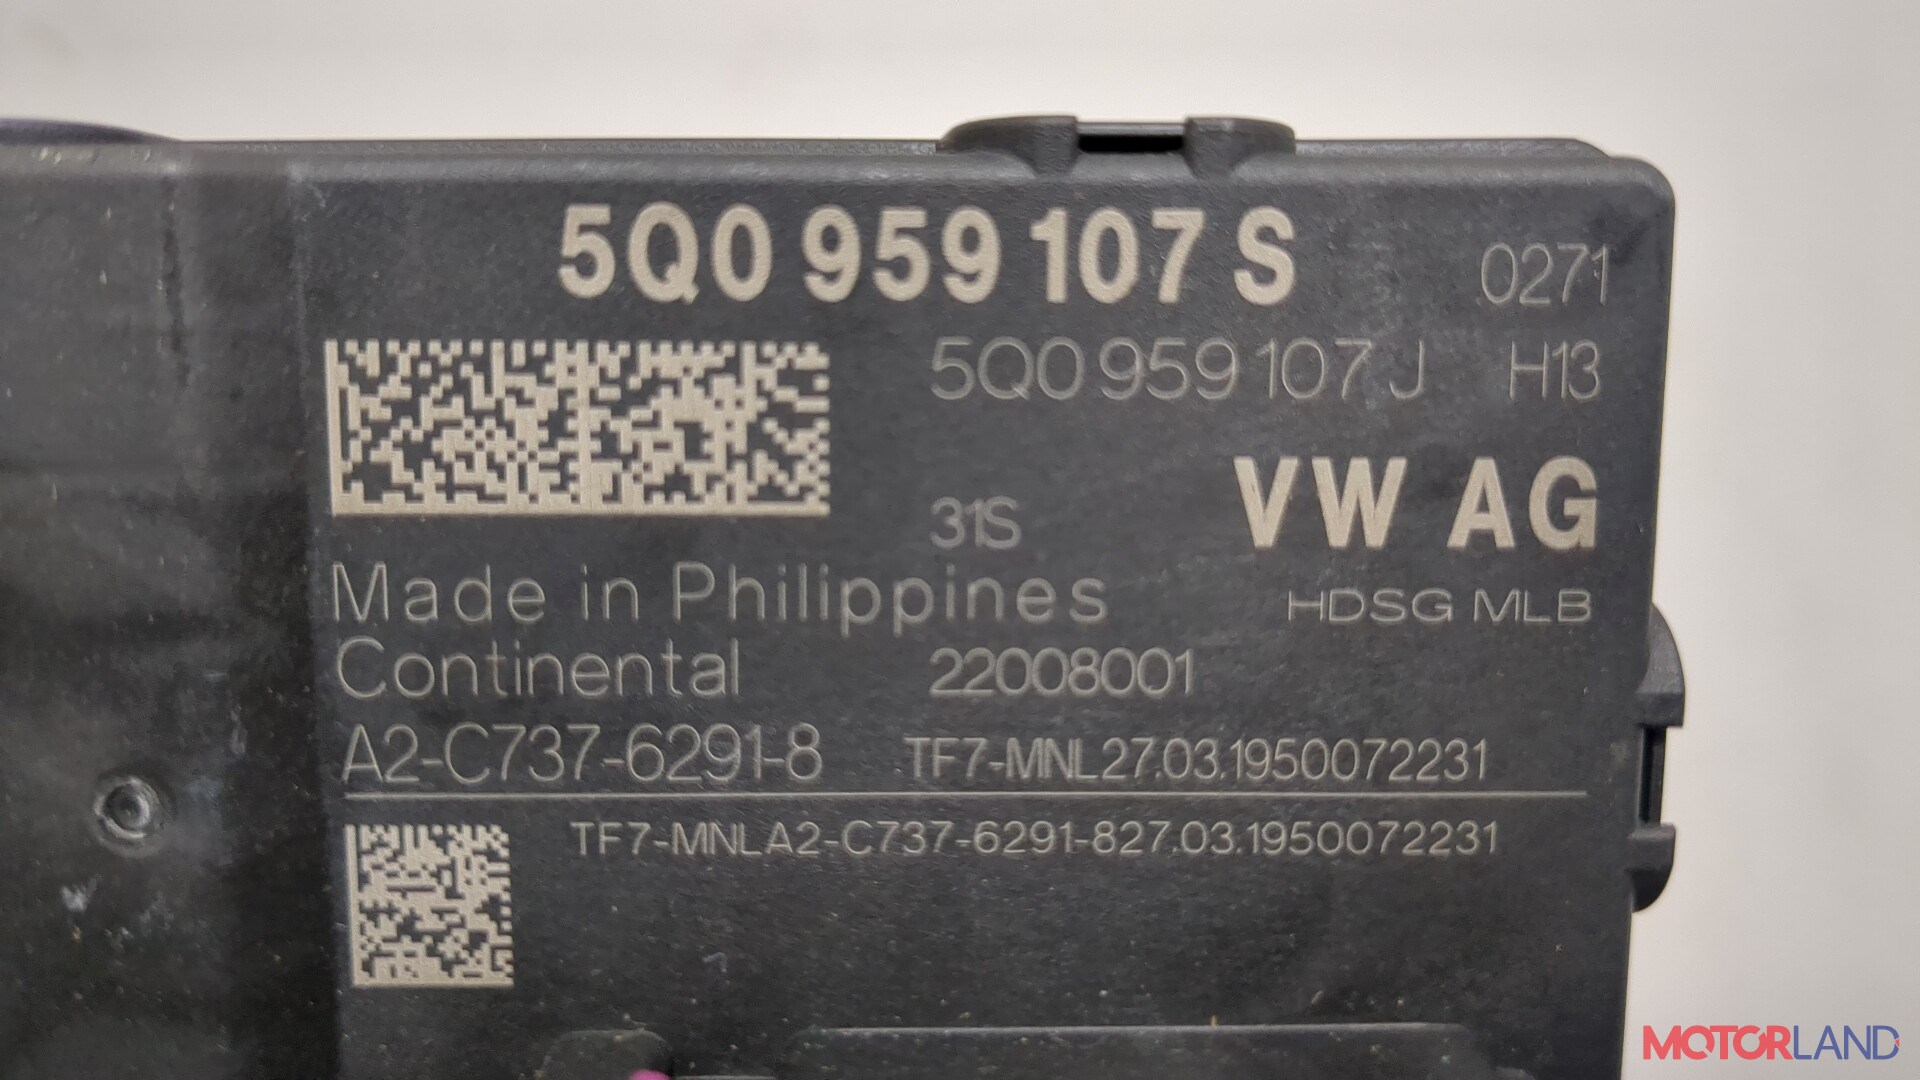 5Q0 959 107 S 0271
5Q0 959 107 J H13
31S VW AG
Made in Philippines HDSG MLB
Continental 22008001
A2-C737-6291-8 TF7-MNL27.03.1950072231
TF7-MNLA2-C737-6291-827.03.1950072231
MOTORLAND